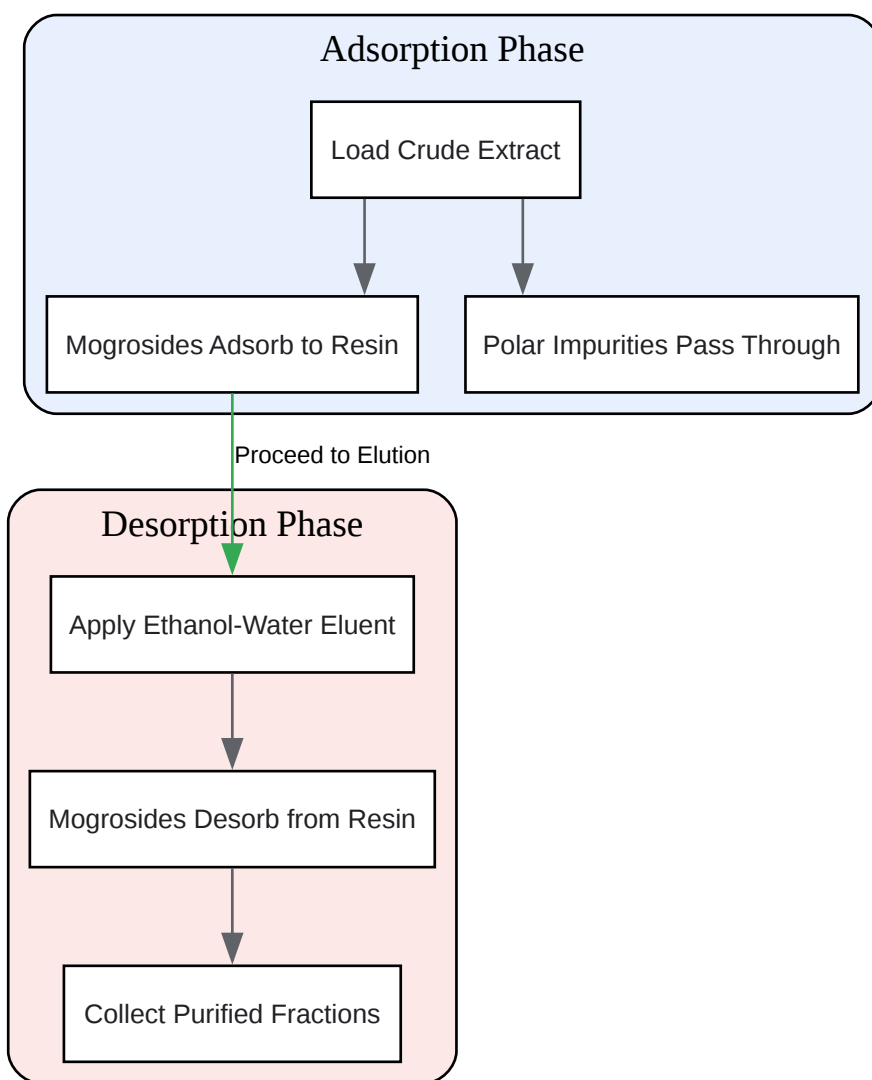 Adsorption Phase
Load Crude Extract
Mogrosides Adsorb to Resin
Polar Impurities Pass Through
Proceed to Elution
Desorption Phase
Apply Ethanol-Water Eluent
Mogrosides Desorb from Resin
Collect Purified Fractions